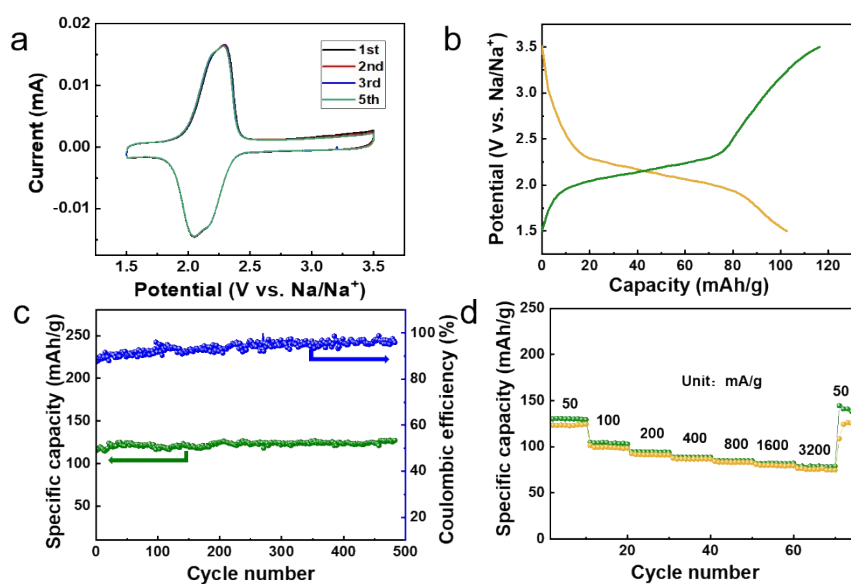 a
0.02
0.01
0.00
-0.01
Current (mA)
1st
2nd
3rd
5th
1.5 2.0 2.5 3.0 3.5
Potential (V vs. Na/Na⁺)
b
3.5
3.0
2.5
2.0
1.5
Potential (V vs. Na/Na⁺)
0 20 40 60 80 100 120
Capacity (mAh/g)
c
250
200
150
100
50
Specific capacity (mAh/g)
100
80
60
40
20
Coulombic efficiency (%)
0 100 200 300 400 500
Cycle number
d
250
200
150
100
50
0
Specific capacity (mAh/g)
Unit: mA/g
50 100 200 400 800 1600 3200 50
20 40 60
Cycle number